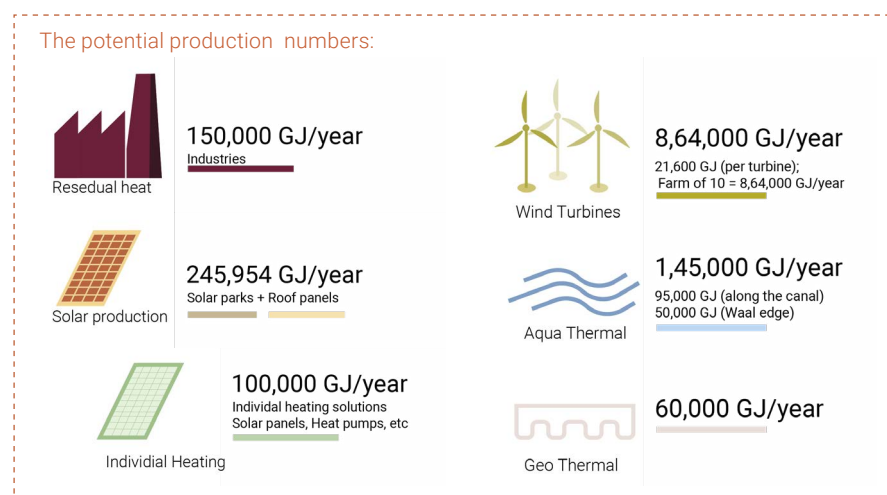 The potential production numbers:
150,000 GJ/year
Industries
Resedual heat
8,64,000 GJ/year
21,600 GJ (per turbine);
Farm of 10 = 8,64,000 GJ/year
Wind Turbines
245,954 GJ/year
Solar parks + Roof panels
Solar production
1,45,000 GJ/year
95,000 GJ (along the canal)
50,000 GJ (Waal edge)
Aqua Thermal
100,000 GJ/year
Individal heating solutions
Solar panels, Heat pumps, etc
Individial Heating
60,000 GJ/year
Geo Thermal